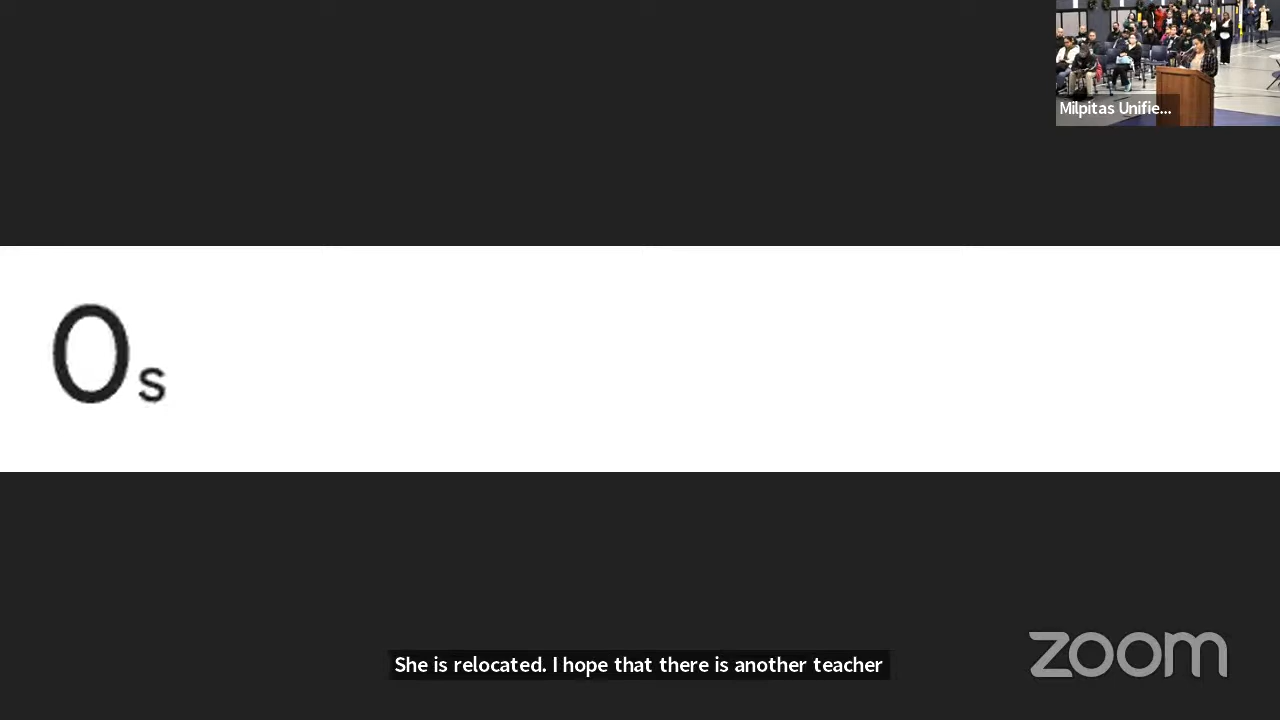 Milpitas Unifie...
0s
She is relocated. I hope that there is another teacher
zoom